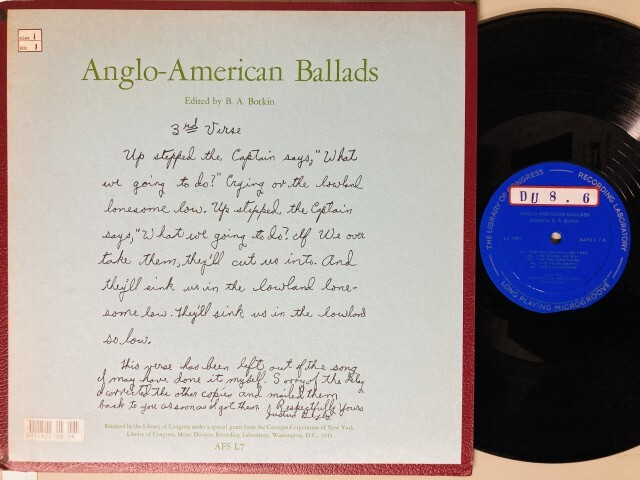 Anglo-American Ballads
Edited by B. A. Botkin
3rd Verse
Up stepped the Captain says, "What
we going to do?" Crying or the lowland
lonesome low. Up stepped, the Captain
says, "What we going to do? If We over
take them, they'll cut us into. And
they'll sink us in the lowland lone-
some low. They'll sink us in the lowland
so low.
This verse has been left out of the song
I may have done it myself. Sorry of the delay
I corrected the other copies and mailed them
back to you as soon as I got them. Respectfully Yours
Reissued by the Library of Congress under a special grant from the Carnegie Corporation of New York
Library of Congress, Music Division Recording Laboratory, Washington, D.C. 1943
AFS L7
THE LIBRARY OF CONGRESS RECORDING LABORATORY
DU 8.6
ANGLO-AMERICAN BALLADS
Edited by B. A. Botkin
AAFS L 7 A
LONG PLAYING MICROGROOVE